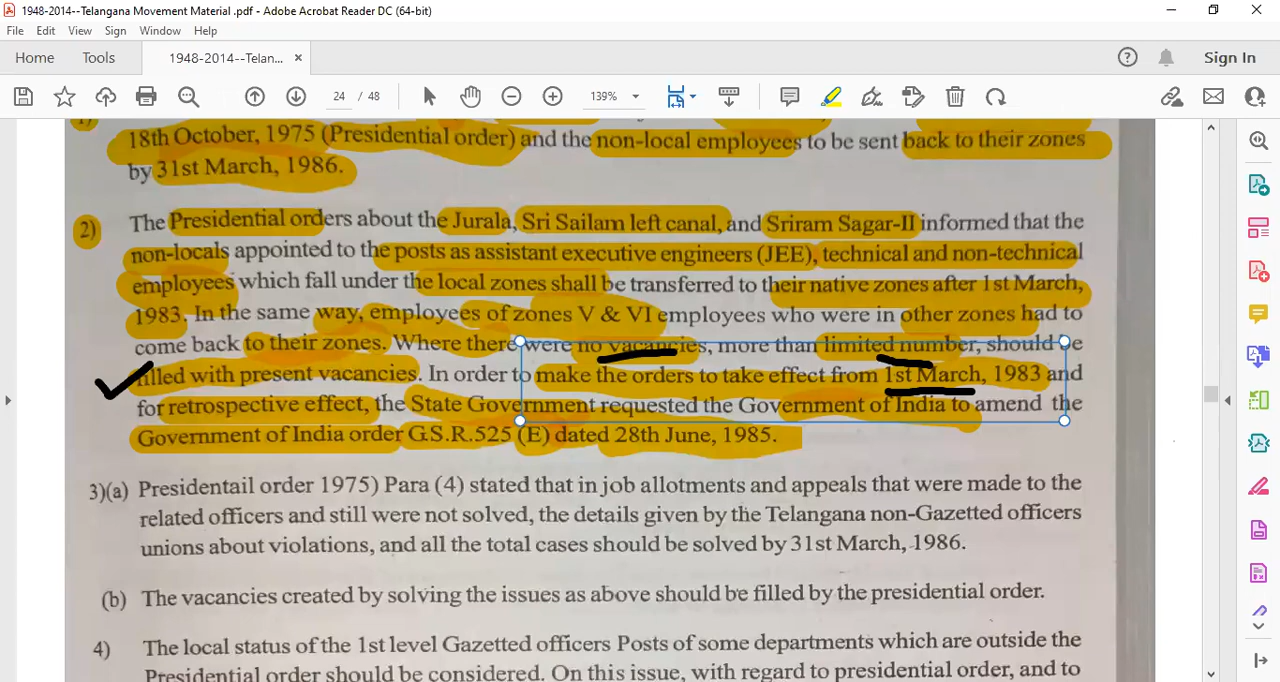 1948-2014--Telangana Movement Material .pdf - Adobe Acrobat Reader DC (64-bit)
File Edit View Sign Window Help
Home Tools 1948-2014--Telan... × Sign In
24 / 48 139%
18th October, 1975 (Presidential order) and the non-local employees to be sent back to their zones
by 31st March, 1986.
2) The Presidential orders about the Jurala, Sri Sailam left canal, and Sriram Sagar-II informed that the
non-locals appointed to the posts as assistant executive engineers (JEE), technical and non-technical
employees which fall under the local zones shall be transferred to their native zones after 1st March,
1983. In the same way, employees of zones V & VI employees who were in other zones had to
come back to their zones. Where there were no vacancies, more than limited number, should be
filled with present vacancies. In order to make the orders to take effect from 1st March, 1983 and
for retrospective effect, the State Government requested the Government of India to amend the
Government of India order G.S.R.525 (E) dated 28th June, 1985.
3)(a) Presidentail order 1975) Para (4) stated that in job allotments and appeals that were made to the
related officers and still were not solved, the details given by the Telangana non-Gazetted officers
unions about violations, and all the total cases should be solved by 31st March, 1986.
(b) The vacancies created by solving the issues as above should be filled by the presidential order.
4) The local status of the 1st level Gazetted officers Posts of some departments which are outside the
Presidential order should be considered. On this issue, with regard to presidential order, and to